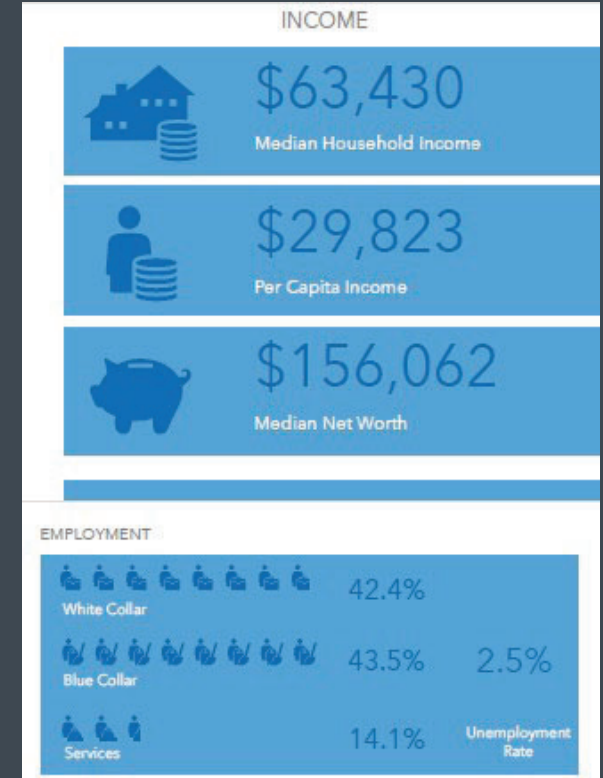 INCOME
$63,430
Median Household Income
$29,823
Per Capita Income
$156,062
Median Net Worth
EMPLOYMENT
42.4%
White Collar
43.5%
2.5%
Blue Collar
14.1%
Unemployment
Rate
Services